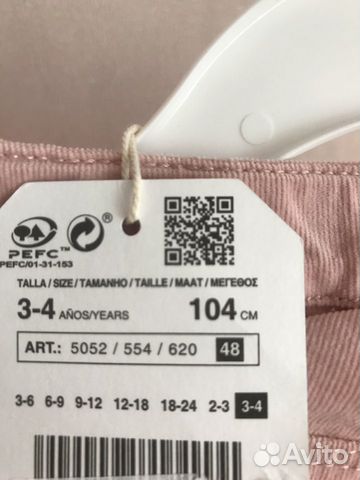 PEFC™
PEFC/01-31-153
®
TALLA / SIZE / TAMANHO / TAILLE / MAAT / ΜΕΓΕΘΟΣ
3-4 AÑOS/YEARS 104 CM
ART.: 5052 / 554 / 620 48
3-6 6-9 9-12 12-18 18-24 2-3 3-4
Avito